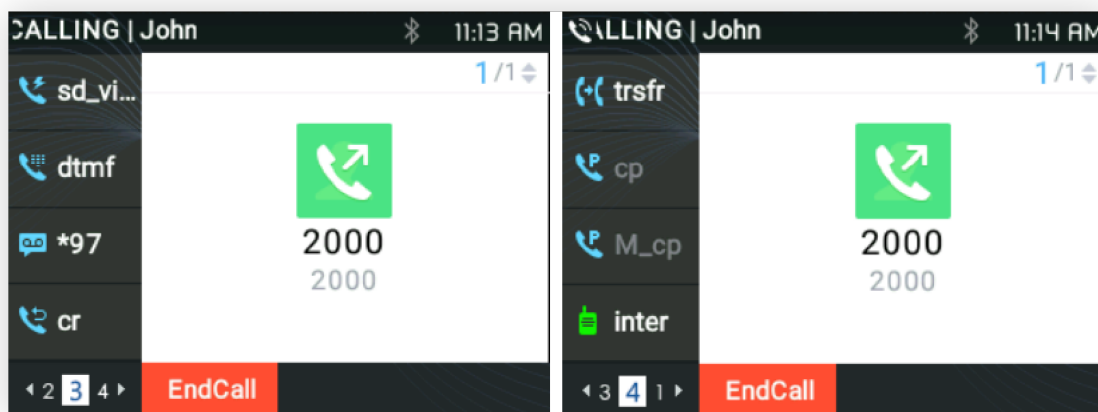 CALLING | John 11:13 AM
1/1
sd_vi...
dtmf
*97
cr
2000
2000
2 3 4
EndCall
ALLING | John 11:14 AM
1/1
trsfr
cp
M_cp
inter
2000
2000
3 4 1
EndCall